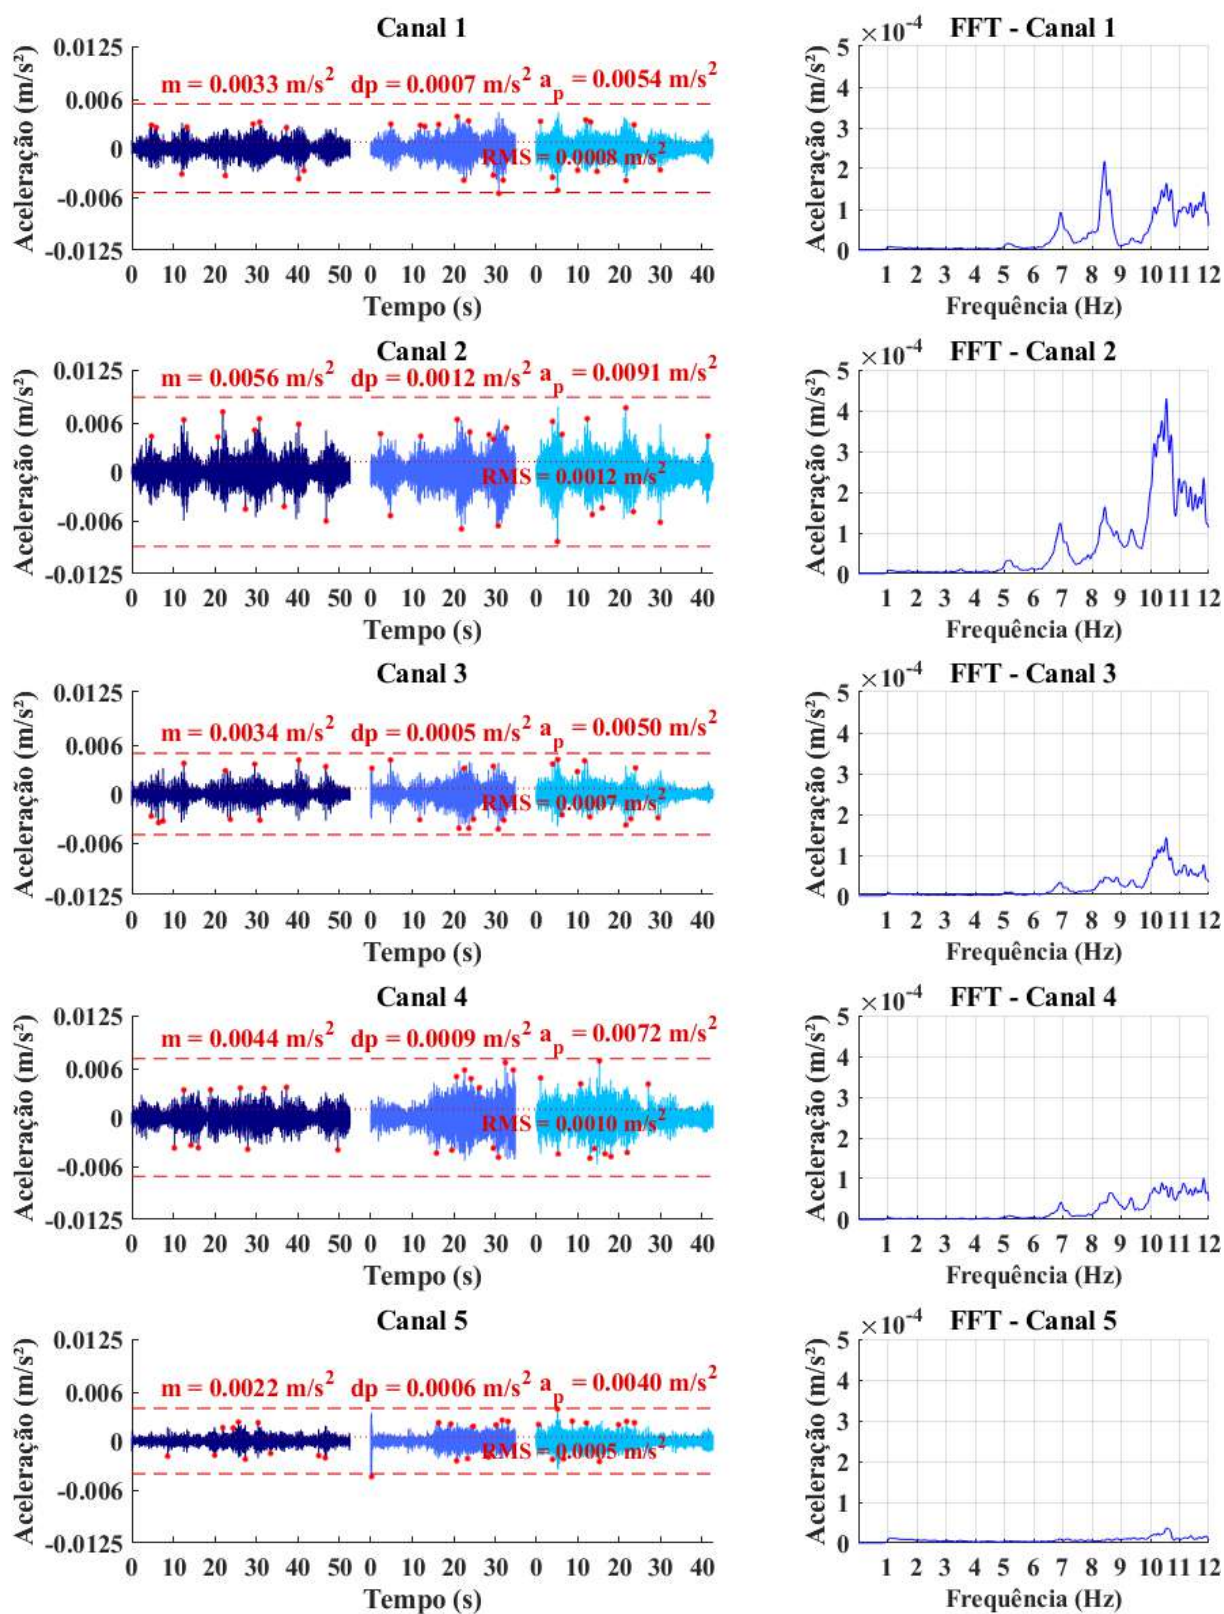 Canal 1
Aceleração (m/s²)
0.0125
0.006
0
-0.006
-0.0125
m = 0.0033 m/s² dp = 0.0007 m/s² a_p = 0.0054 m/s²
RMS = 0.0008 m/s²
0 10 20 30 40 50 0 10 20 30 0 10 20 30 40
Tempo (s)
×10⁻⁴ FFT - Canal 1
Aceleração (m/s²)
5
4
3
2
1
0
1 2 3 4 5 6 7 8 9 10 11 12
Frequência (Hz)
Canal 2
Aceleração (m/s²)
0.0125
0.006
0
-0.006
-0.0125
m = 0.0056 m/s² dp = 0.0012 m/s² a_p = 0.0091 m/s²
RMS = 0.0012 m/s²
0 10 20 30 40 50 0 10 20 30 0 10 20 30 40
Tempo (s)
×10⁻⁴ FFT - Canal 2
Aceleração (m/s²)
5
4
3
2
1
0
1 2 3 4 5 6 7 8 9 10 11 12
Frequência (Hz)
Canal 3
Aceleração (m/s²)
0.0125
0.006
0
-0.006
-0.0125
m = 0.0034 m/s² dp = 0.0005 m/s² a_p = 0.0050 m/s²
RMS = 0.0007 m/s²
0 10 20 30 40 50 0 10 20 30 0 10 20 30 40
Tempo (s)
×10⁻⁴ FFT - Canal 3
Aceleração (m/s²)
5
4
3
2
1
0
1 2 3 4 5 6 7 8 9 10 11 12
Frequência (Hz)
Canal 4
Aceleração (m/s²)
0.0125
0.006
0
-0.006
-0.0125
m = 0.0044 m/s² dp = 0.0009 m/s² a_p = 0.0072 m/s²
RMS = 0.0010 m/s²
0 10 20 30 40 50 0 10 20 30 0 10 20 30 40
Tempo (s)
×10⁻⁴ FFT - Canal 4
Aceleração (m/s²)
5
4
3
2
1
0
1 2 3 4 5 6 7 8 9 10 11 12
Frequência (Hz)
Canal 5
Aceleração (m/s²)
0.0125
0.006
0
-0.006
-0.0125
m = 0.0022 m/s² dp = 0.0006 m/s² a_p = 0.0040 m/s²
RMS = 0.0005 m/s²
0 10 20 30 40 50 0 10 20 30 0 10 20 30 40
Tempo (s)
×10⁻⁴ FFT - Canal 5
Aceleração (m/s²)
5
4
3
2
1
0
1 2 3 4 5 6 7 8 9 10 11 12
Frequência (Hz)